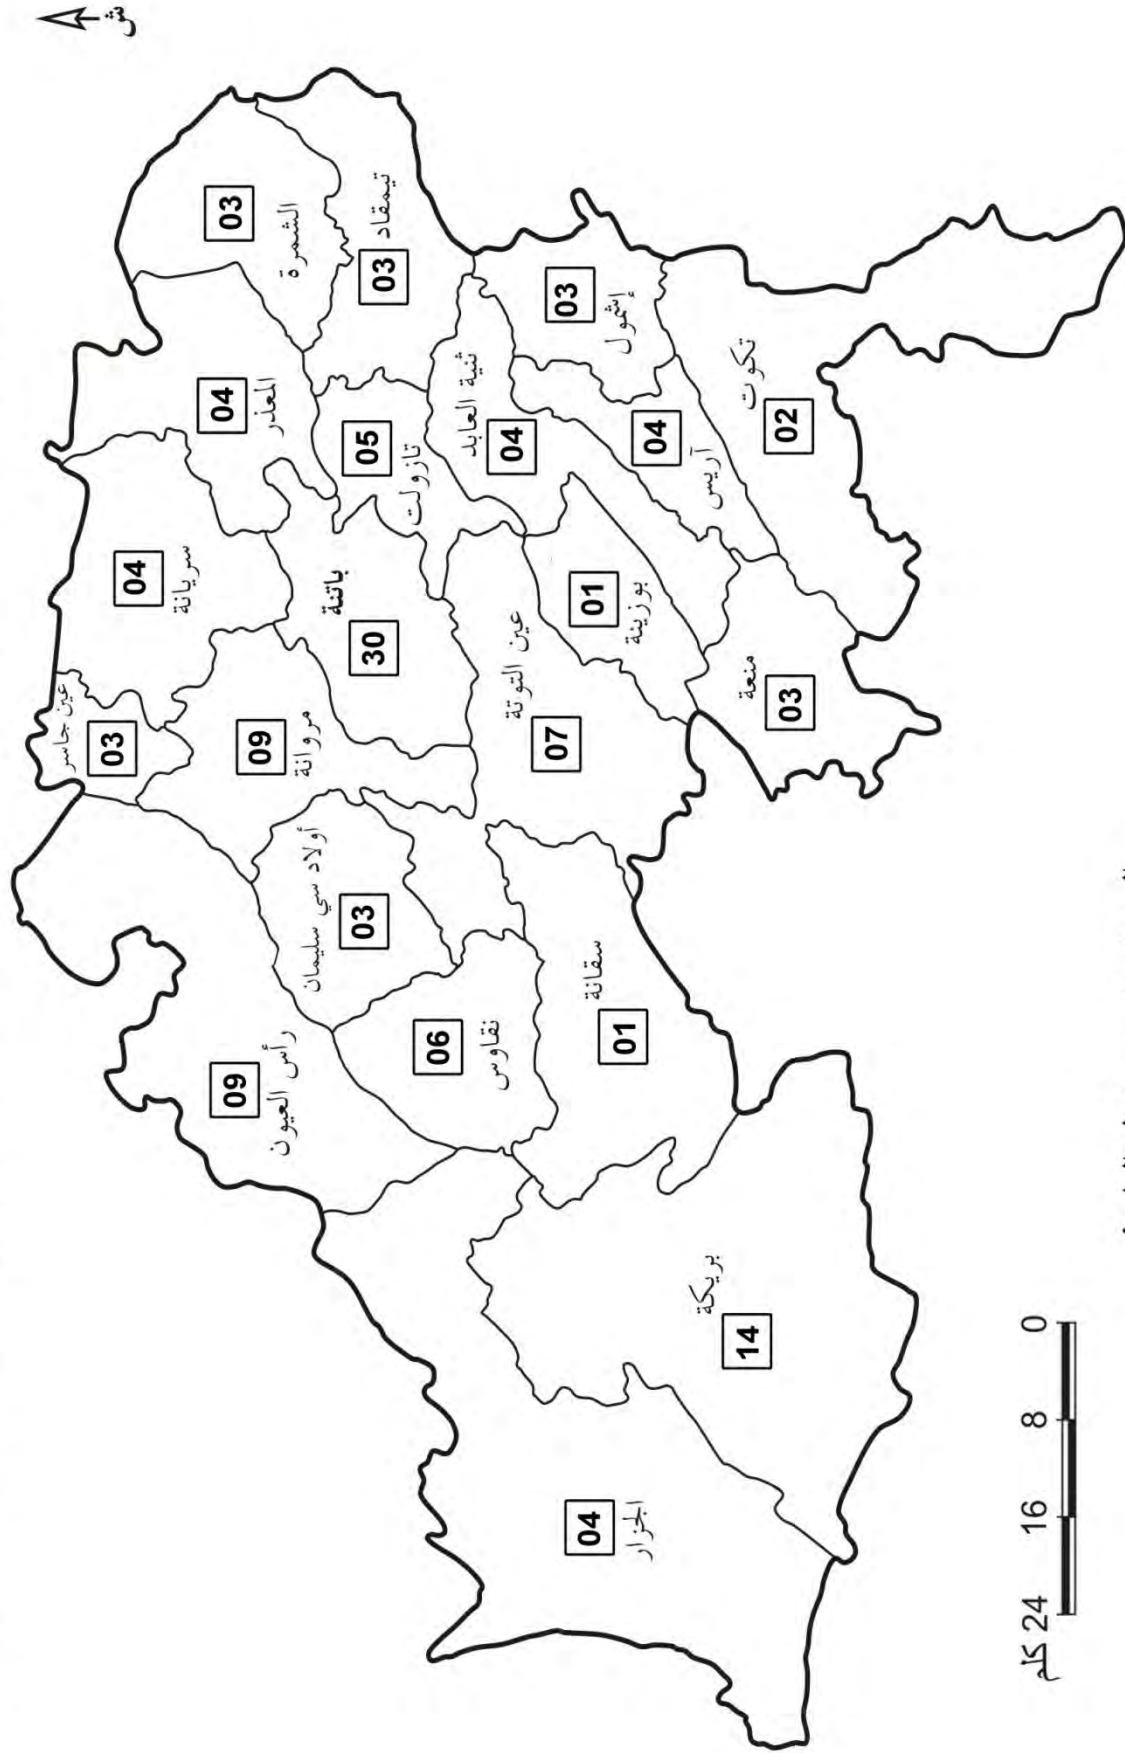 ش
03
الشمرة
تيمقاد
03
04
المعذر
03
إشمول
ثنية العابد
04
05
تازولت
04
آريس
تكوت
02
04
سريانة
باتنة
30
01
بوزينة
عين التوتة
07
منعة
03
عين جاسر
03
09
مروانة
أولاد سي سليمان
03
سقانة
01
06
نقاوس
09
رأس العيون
بريكة
14
04
الجزار
كلم 24 16 8 0